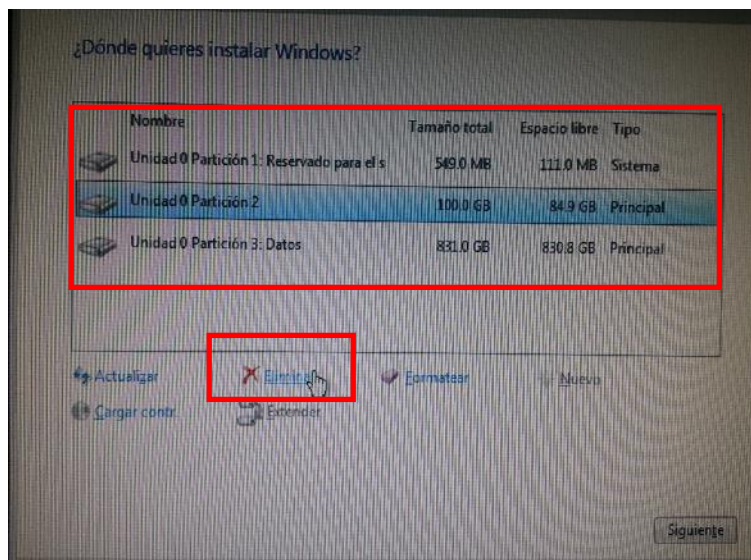 ¿Dónde quieres instalar Windows?
Nombre Tamaño total Espacio libre Tipo
Unidad 0 Partición 1: Reservado para el s 549.0 MB 111.0 MB Sistema
Unidad 0 Partición 2 100.0 GB 84.9 GB Principal
Unidad 0 Partición 3: Datos 831.0 GB 830.8 GB Principal
Actualizar Eliminar Formatear Nuevo
Cargar contr. Extender
Siguiente